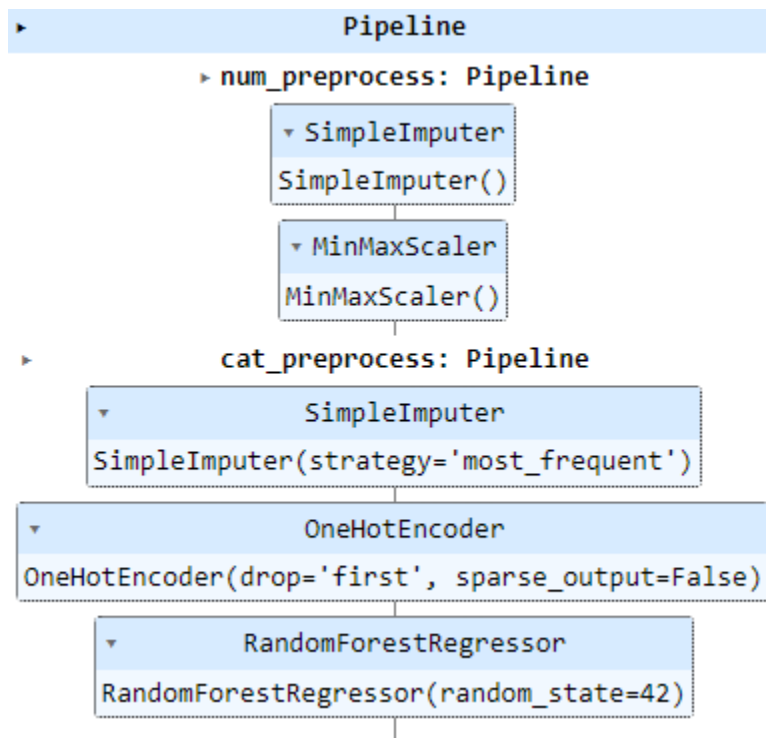 Pipeline
num_preprocess: Pipeline
SimpleImputer
SimpleImputer()
MinMaxScaler
MinMaxScaler()
cat_preprocess: Pipeline
SimpleImputer
SimpleImputer(strategy='most_frequent')
OneHotEncoder
OneHotEncoder(drop='first', sparse_output=False)
RandomForestRegressor
RandomForestRegressor(random_state=42)